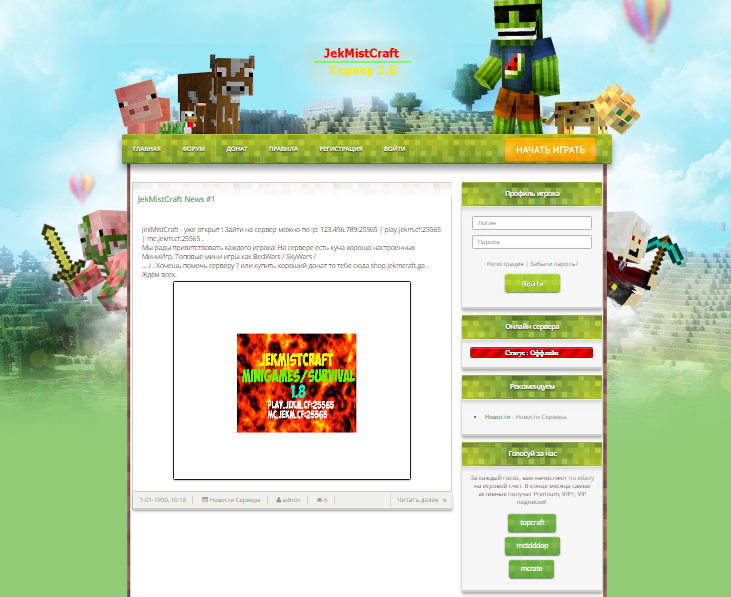 JekMistCraft
Сервер 1.8
ГЛАВНАЯ ФОРУМ ДОНАТ ПРАВИЛА РЕГИСТРАЦИЯ ВОЙТИ НАЧАТЬ ИГРАТЬ
JekMistCraft News #1
JekMistCraft - уже открыт ! Зайти на сервер можно по ip: 123.456.789:25565 | play.jekm.cf:25565
| mc.jekm.cf:25565 .
Мы рады приветствовать каждого игрока! На сервере есть куча хорошо настроенных
МиниИгр. Топовые мини игры как BedWars / SkyWars /
... / . Хочешь помочь серверу ? или купить хороший донат то тебе сюда shop.jekmcraft.ga .
Ждём всех.
JEKMISTCRAFT
MINIGAMES/SURVIVAL
1.8
PLAY.JEKM.CF:25565
MC.JEKM.CF:25565
1-01-1950, 10:18 Новости Сервера admin 6 Читать далее »
Профиль игрока
Логин
Пароль
Регистрация | Забыли пароль?
Войти
Онлайн сервера
Статус : Оффлайн
Рекомендуем
Новости - Новости Сервера.
Голосуй за нас
За каждый голос, вам начисляют по ебалу
на игровой счет. В конце месяца самые
активные получат Premium, VIP+, VIP
подписки!
topcraft
mctdddop
mcrate